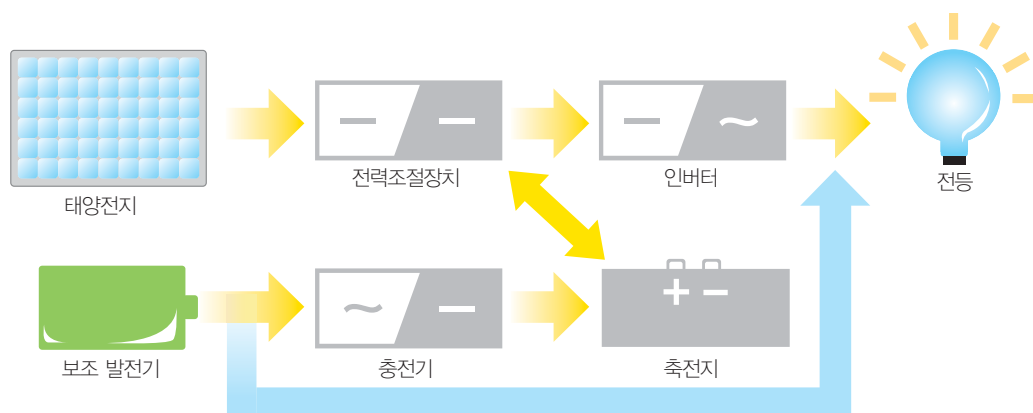 태양전지
전력조절장치
인버터
전등
보조 발전기
충전기
축전지